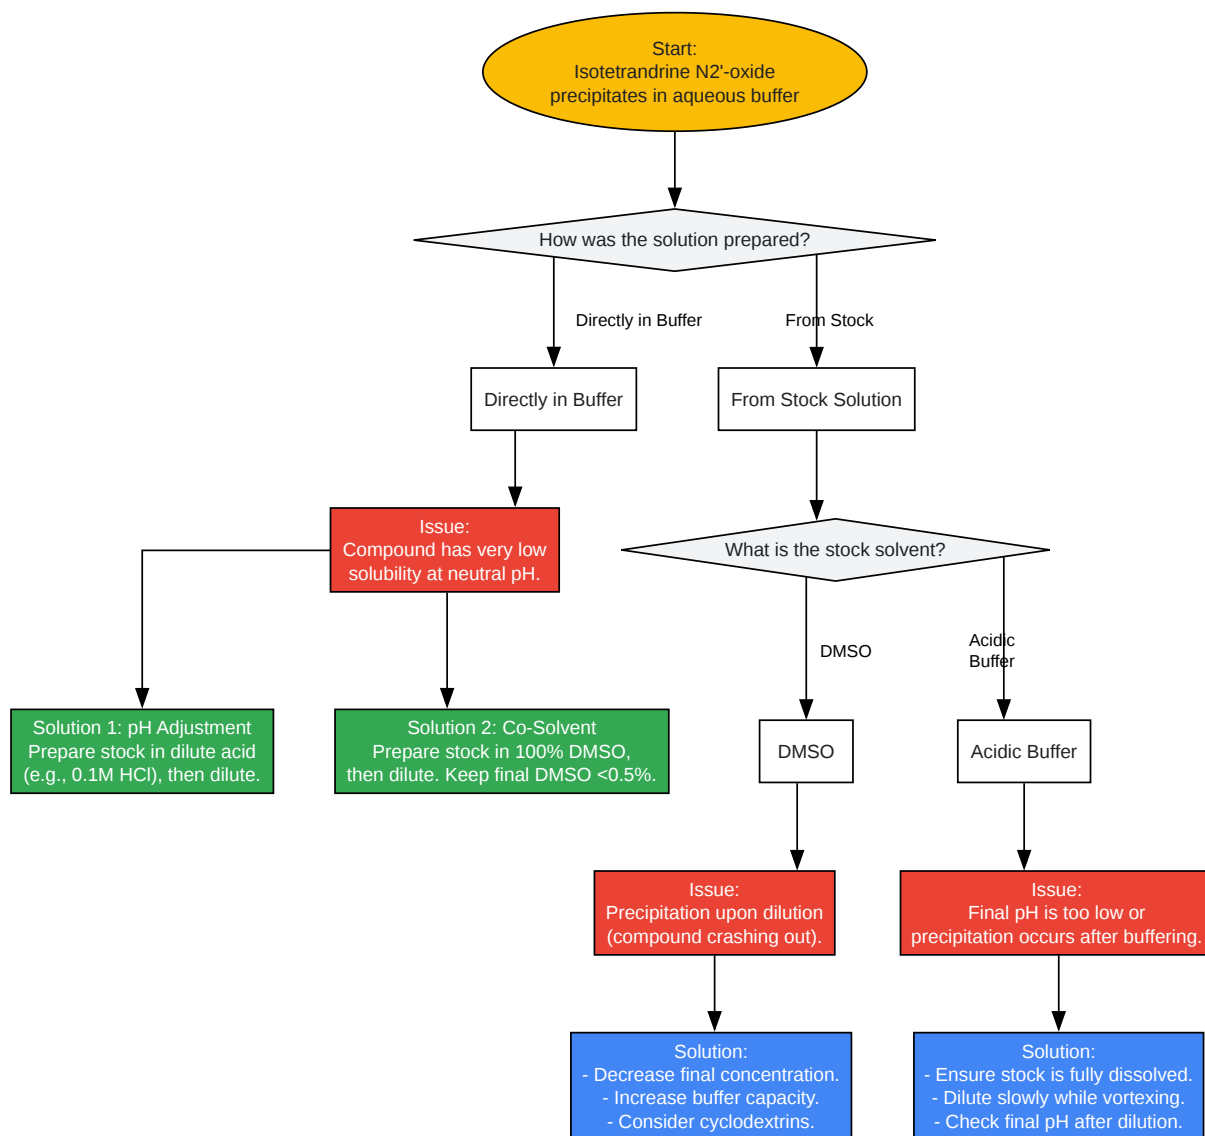 Start:
Isotetrandrine N2'-oxide
precipitates in aqueous buffer
How was the solution prepared?
Directly in Buffer
From Stock
Directly in Buffer
From Stock Solution
Issue:
Compound has very low
solubility at neutral pH.
What is the stock solvent?
DMSO
Acidic
Buffer
Solution 1: pH Adjustment
Prepare stock in dilute acid
(e.g., 0.1M HCl), then dilute.
Solution 2: Co-Solvent
Prepare stock in 100% DMSO,
then dilute. Keep final DMSO <0.5%.
DMSO
Acidic Buffer
Issue:
Precipitation upon dilution
(compound crashing out).
Issue:
Final pH is too low or
precipitation occurs after buffering.
Solution:
- Decrease final concentration.
- Increase buffer capacity.
- Consider cyclodextrins.
Solution:
- Ensure stock is fully dissolved.
- Dilute slowly while vortexing.
- Check final pH after dilution.